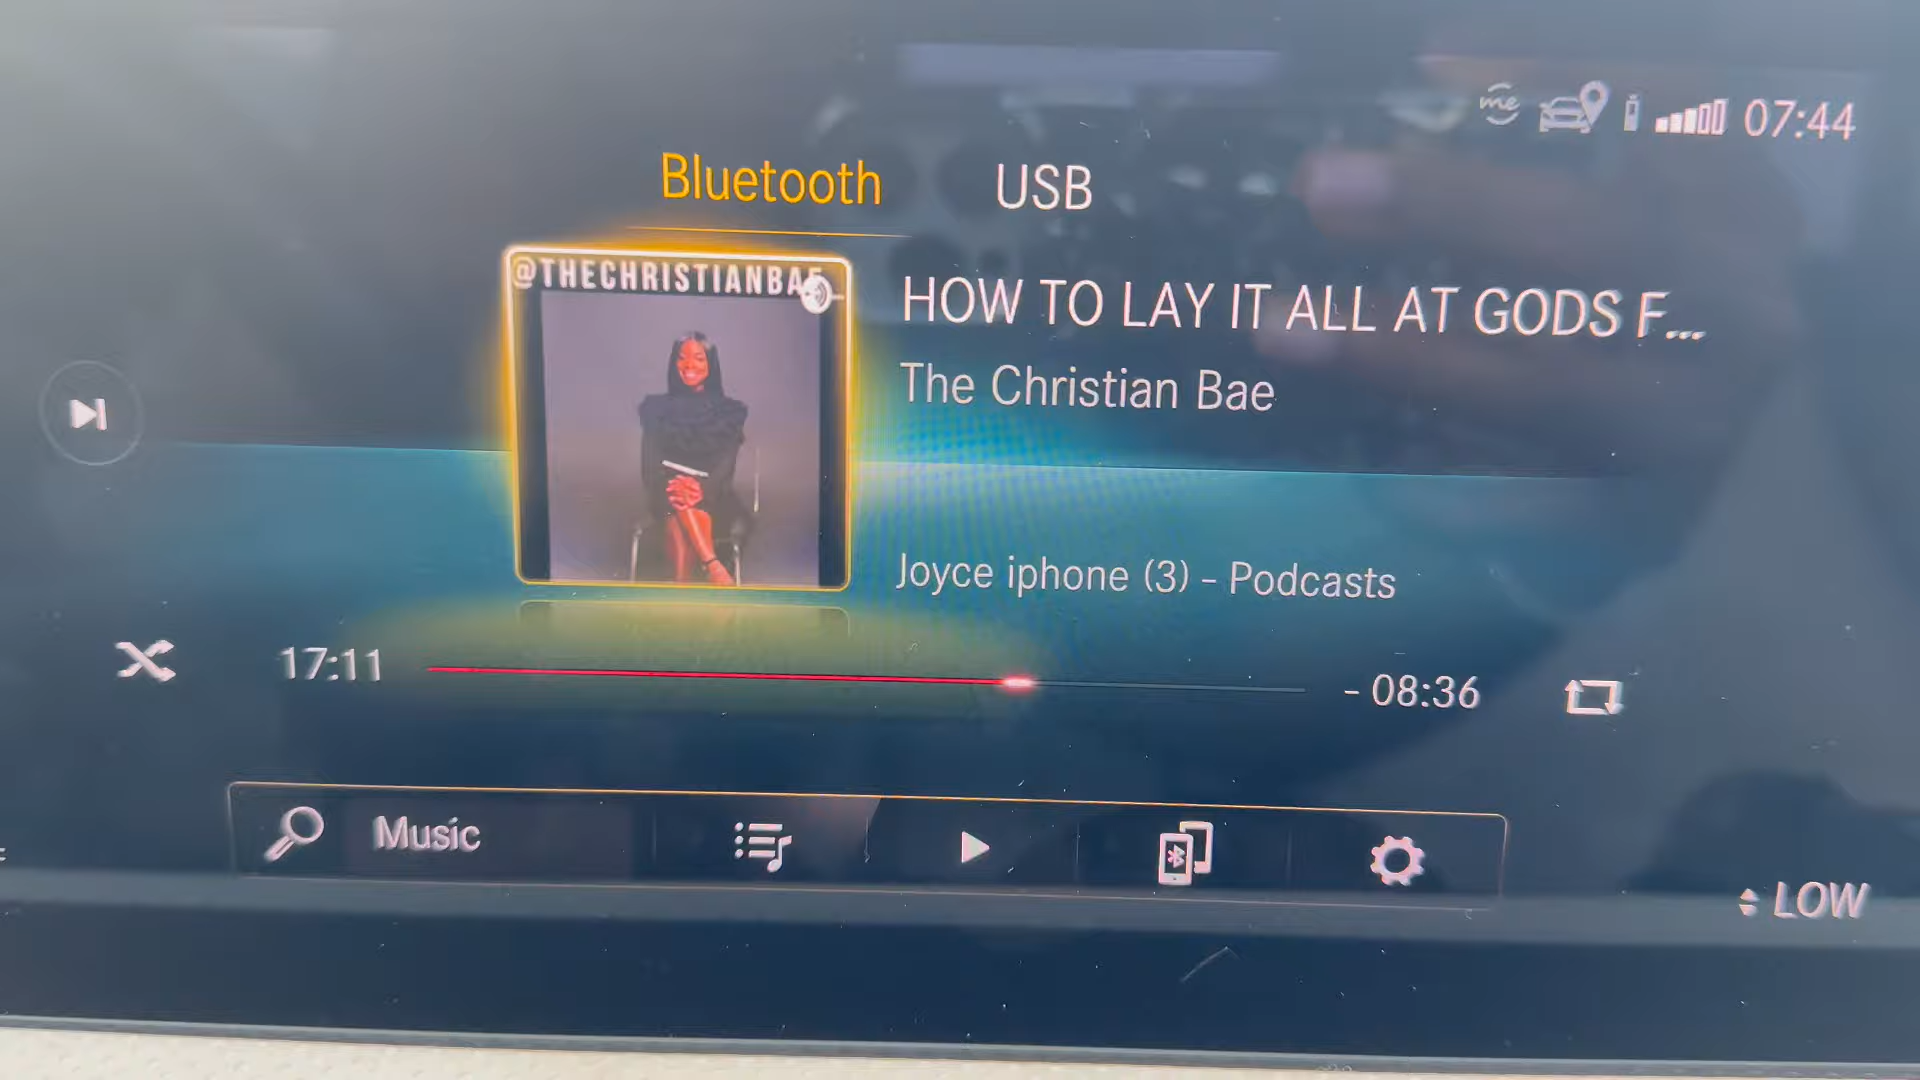 me 07:44
Bluetooth USB
@THECHRISTIANBAE
HOW TO LAY IT ALL AT GODS F...
The Christian Bae
Joyce iphone (3) - Podcasts
17:11 - 08:36
Music
LOW